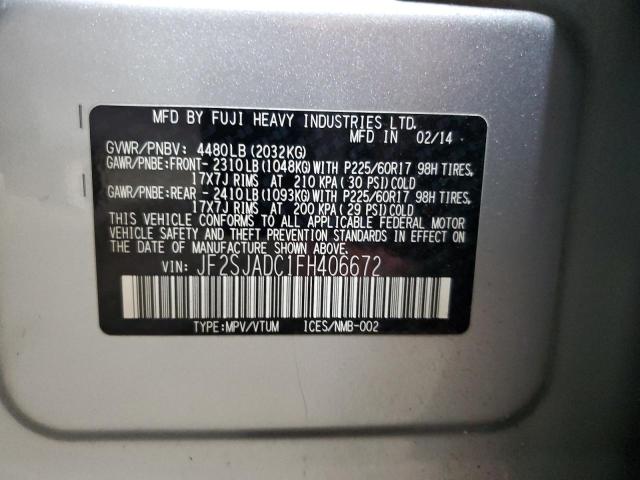 MFD BY FUJI HEAVY INDUSTRIES LTD.
MFD IN 02/14
GVWR/PNBV: 4480LB (2032KG)
GAWR/PNBE:FRONT- 2310LB (1048KG) WITH P225/60R17 98H TIRES,
17X7J RIMS AT 210 KPA ( 30 PSI) COLD
GAWR/PNBE:REAR - 2410LB (1093KG) WITH P225/60R17 98H TIRES,
17X7J RIMS AT 200 KPA ( 29 PSI) COLD
THIS VEHICLE CONFORMS TO ALL APPLICABLE FEDERAL MOTOR
VEHICLE SAFETY AND THEFT PREVENTION STANDARDS IN EFFECT ON
THE DATE OF MANUFACTURE SHOWN ABOVE.
VIN: JF2SJADC1FH406672
TYPE:MPV/VTUM ICES/NMB-002